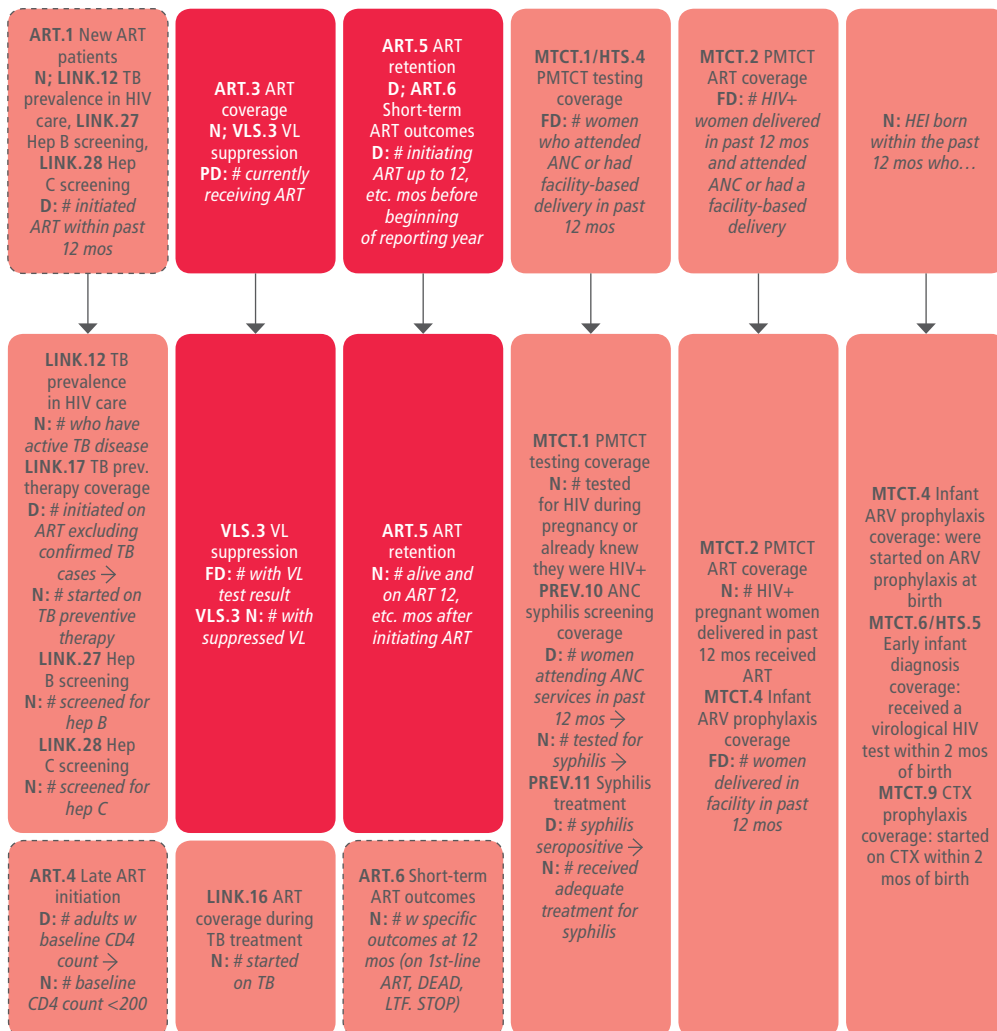 ART.1 New ART
patients
N; LINK.12 TB
prevalence in HIV
care, LINK.27
Hep B screening,
LINK.28 Hep
C screening
D: # initiated
ART within past
12 mos
ART.3 ART
coverage
N; VLS.3 VL
suppression
PD: # currently
receiving ART
ART.5 ART
retention
D; ART.6
Short-term
ART outcomes
D: # initiating
ART up to 12,
etc. mos before
beginning
of reporting year
MTCT.1/HTS.4
PMTCT testing
coverage
FD: # women
who attended
ANC or had
facility-based
delivery in past
12 mos
MTCT.2 PMTCT
ART coverage
FD: # HIV+
women delivered
in past 12 mos
and attended
ANC or had a
facility-based
delivery
N: HEI born
within the past
12 mos who…
LINK.12 TB
prevalence
in HIV care
N: # who have
active TB disease
LINK.17 TB prev.
therapy coverage
D: # initiated on
ART excluding
confirmed TB
cases →
N: # started on
TB preventive
therapy
LINK.27 Hep
B screening
N: # screened for
hep B
LINK.28 Hep
C screening
N: # screened for
hep C
VLS.3 VL
suppression
FD: # with VL
test result
VLS.3 N: # with
suppressed VL
ART.5 ART
retention
N: # alive and
on ART 12,
etc. mos after
initiating ART
MTCT.1 PMTCT
testing coverage
N: # tested
for HIV during
pregnancy or
already knew
they were HIV+
PREV.10 ANC
syphilis screening
coverage
D: # women
attending ANC
services in past
12 mos →
N: # tested for
syphilis →
PREV.11 Syphilis
treatment
D: # syphilis
seropositive →
N: # received
adequate
treatment for
syphilis
MTCT.2 PMTCT
ART coverage
N: # HIV+
pregnant women
delivered in past
12 mos received
ART
MTCT.4 Infant
ARV prophylaxis
coverage
FD: # women
delivered in
facility in past
12 mos
MTCT.4 Infant
ARV prophylaxis
coverage: were
started on ARV
prophylaxis at
birth
MTCT.6/HTS.5
Early infant
diagnosis
coverage:
received a
virological HIV
test within 2 mos
of birth
MTCT.9 CTX
prophylaxis
coverage: started
on CTX within 2
mos of birth
ART.4 Late ART
initiation
D: # adults w
baseline CD4
count →
N: # baseline
CD4 count <200
LINK.16 ART
coverage during
TB treatment
N: # started
on TB
ART.6 Short-term
ART outcomes
N: # w specific
outcomes at 12
mos (on 1st-line
ART, DEAD,
LTF. STOP)